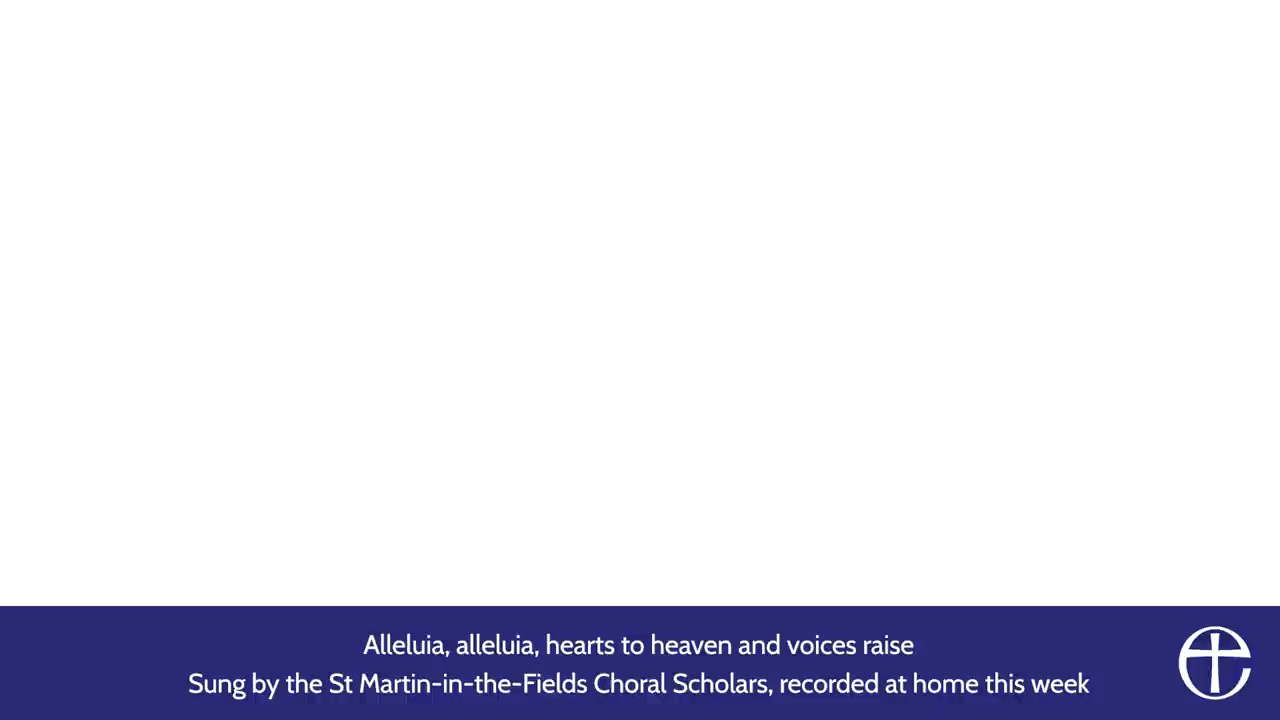 Alleluia, alleluia, hearts to heaven and voices raise
Sung by the St Martin-in-the-Fields Choral Scholars, recorded at home this week